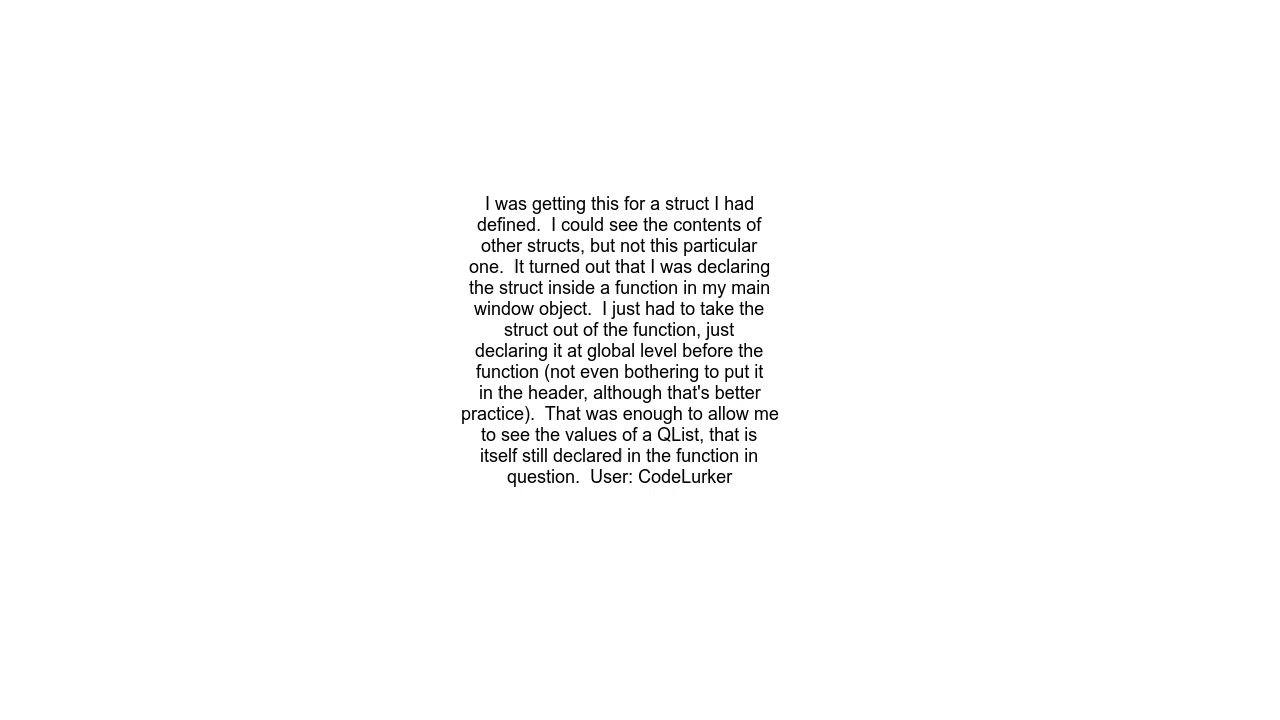 I was getting this for a struct I had
defined.  I could see the contents of
other structs, but not this particular
one.  It turned out that I was declaring
the struct inside a function in my main
window object.  I just had to take the
struct out of the function, just
declaring it at global level before the
function (not even bothering to put it
in the header, although that's better
practice).  That was enough to allow me
to see the values of a QList, that is
itself still declared in the function in
question.  User: CodeLurker